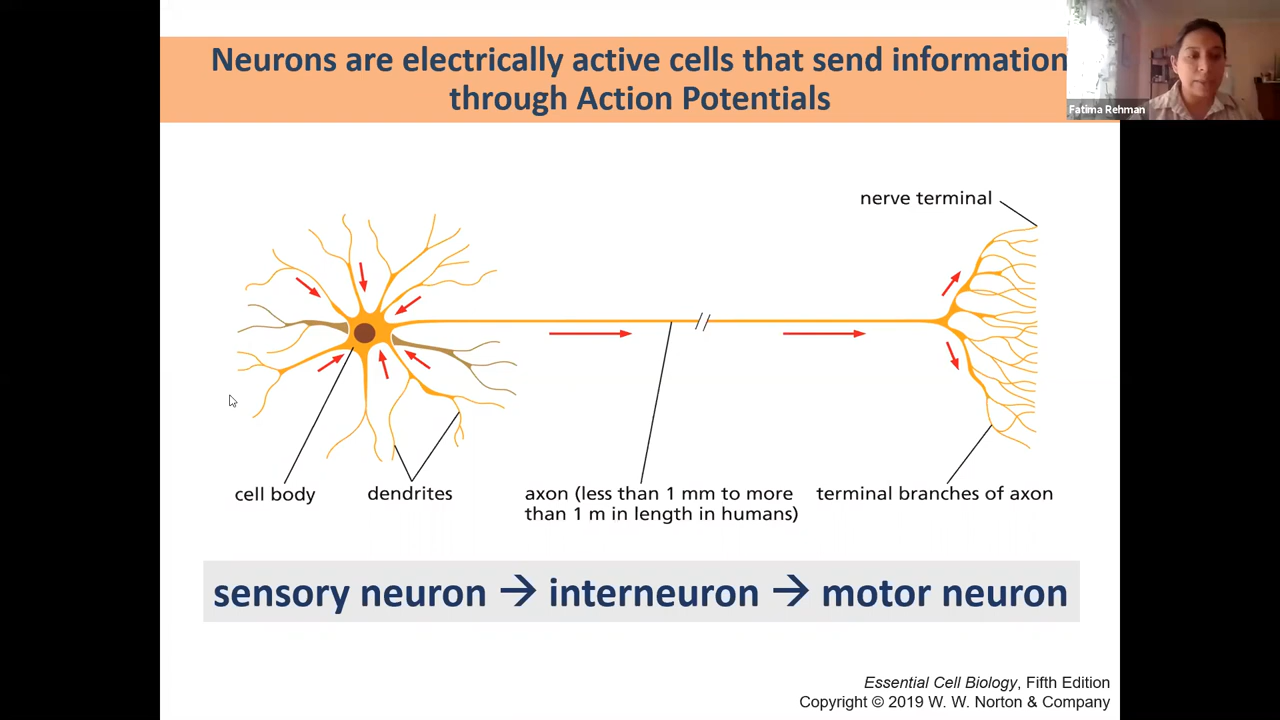 Neurons are electrically active cells that send information
through Action Potentials
Fatima Rehman
nerve terminal
cell body
dendrites
axon (less than 1 mm to more
than 1 m in length in humans)
terminal branches of axon
sensory neuron → interneuron → motor neuron
Essential Cell Biology, Fifth Edition
Copyright © 2019 W. W. Norton & Company